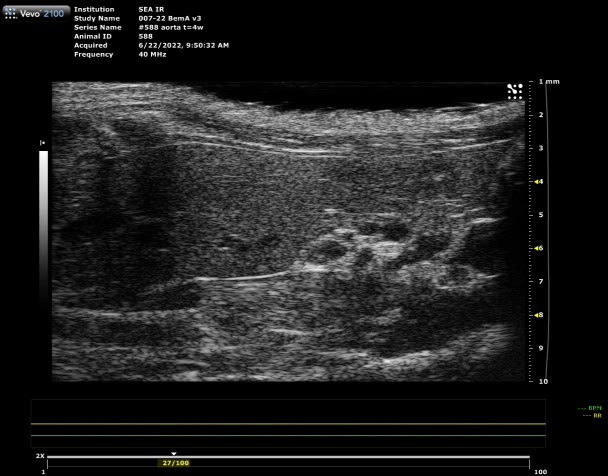 Vevo 2100
Institution SEA IR
Study Name 007-22 BemA v3
Series Name #588 aorta t=4w
Animal ID 588
Acquired 6/22/2022, 9:50:32 AM
Frequency 40 MHz
1 mm
2
3
4
5
6
7
8
9
10
--- BPM
--- RR
2X
27/100
1 100